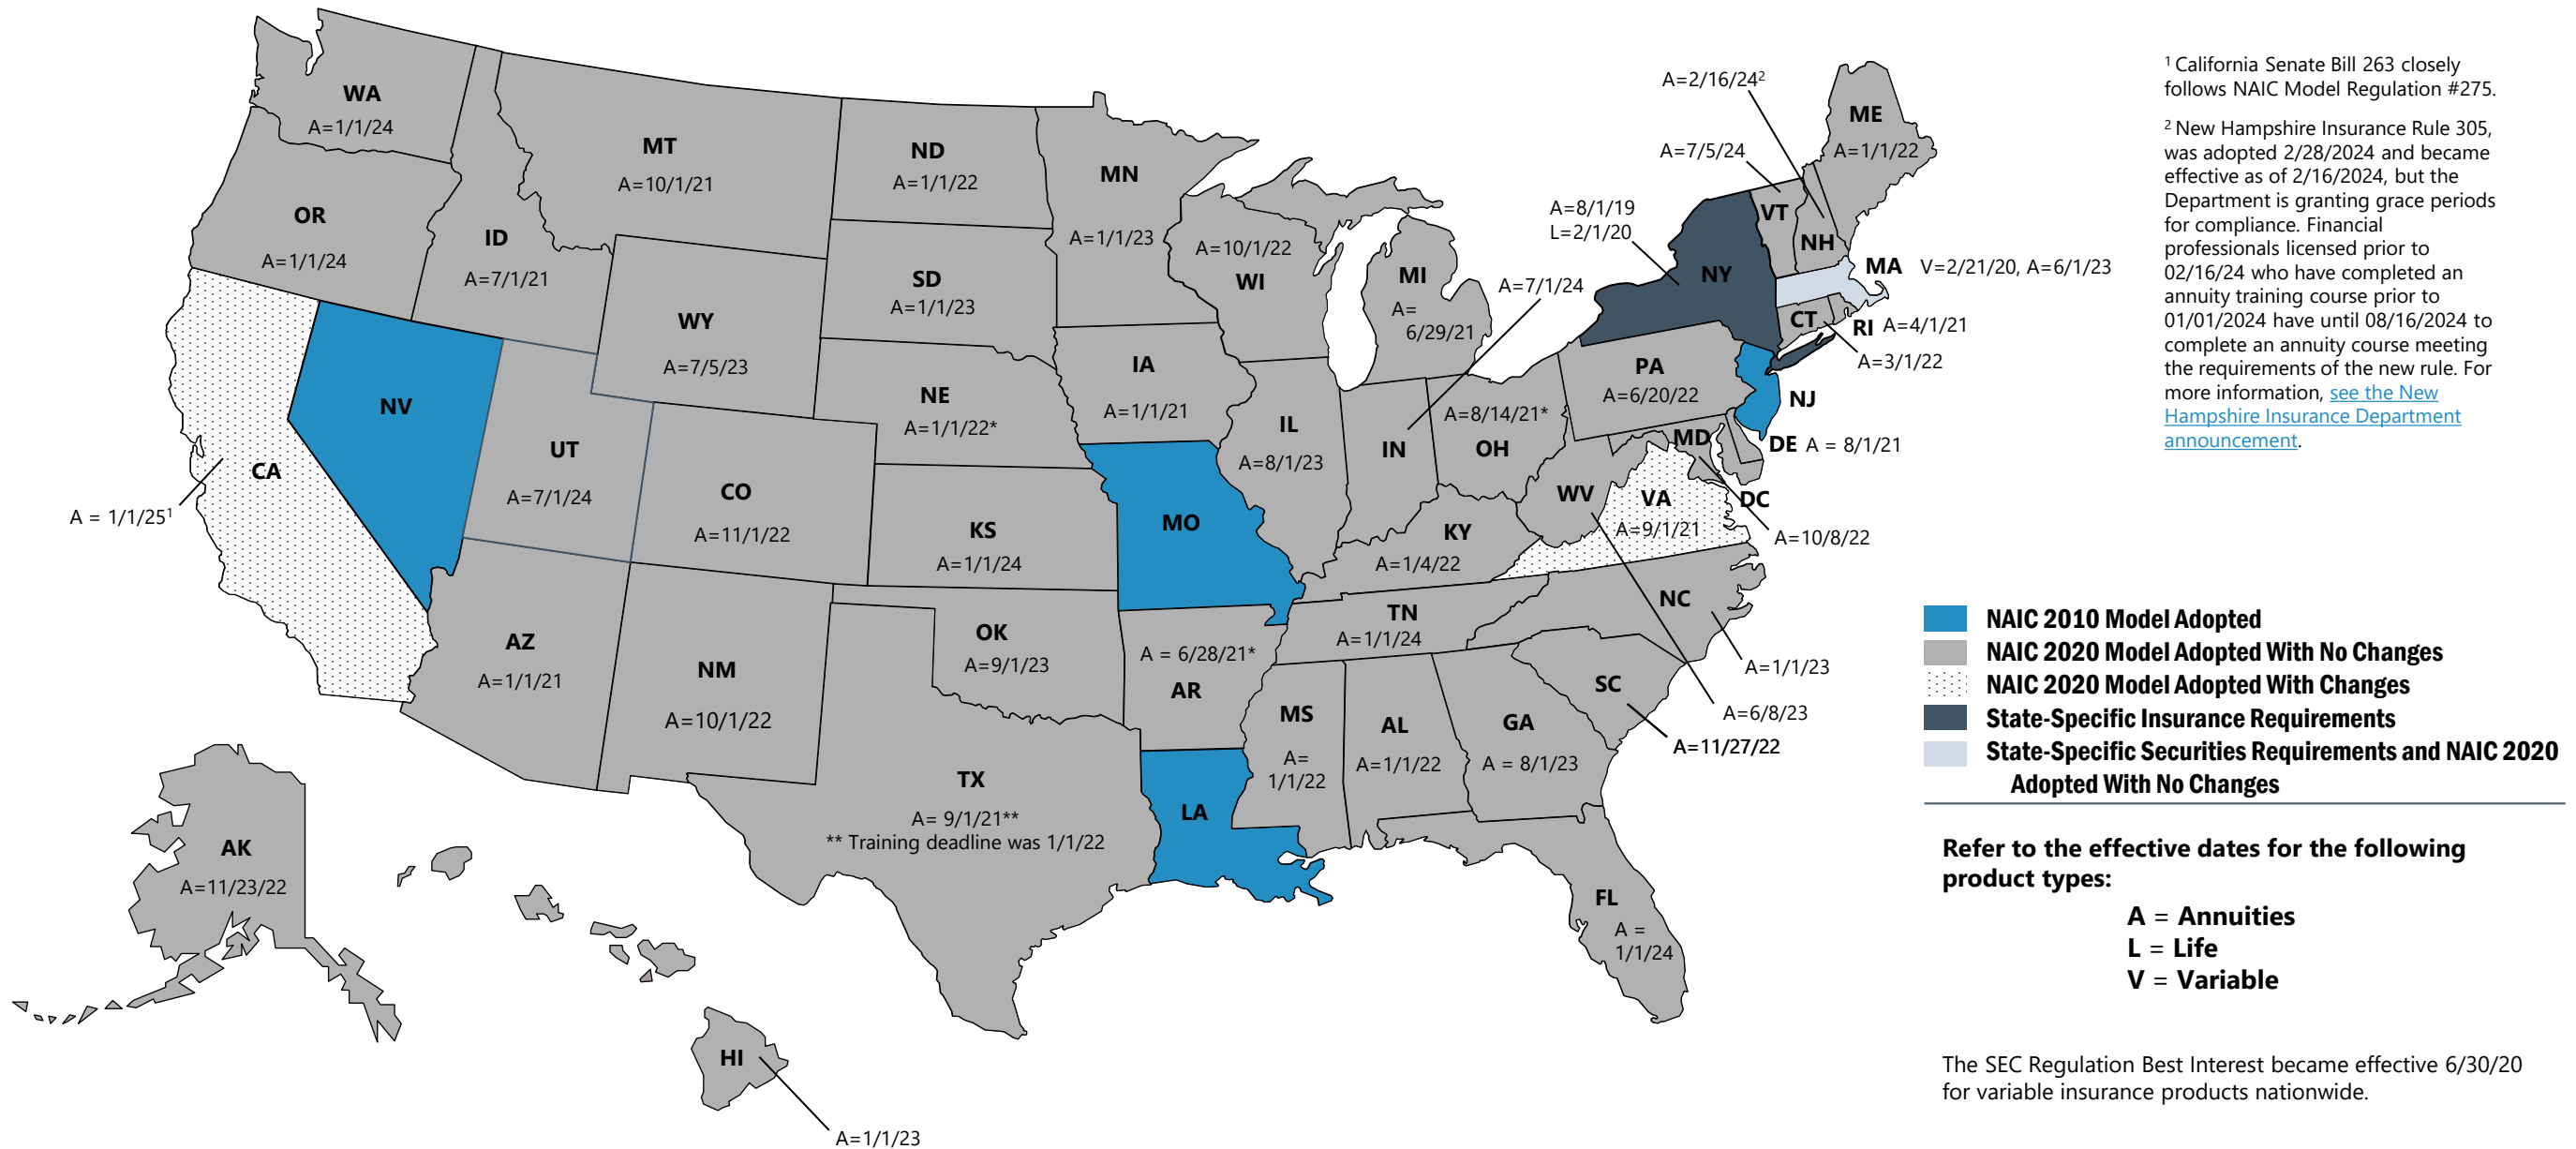 WA
A=1/1/24
OR
A=1/1/24
ID
A=7/1/21
MT
A=10/1/21
ND
A=1/1/22
MN
A=1/1/23
SD
A=1/1/23
WY
A=7/5/23
NE
A=1/1/22*
IA
A=1/1/21
A=10/1/22
WI
MI
A=
6/29/21
NV
CA
A = 1/1/25¹
UT
A=7/1/24
CO
A=11/1/22
KS
A=1/1/24
MO
IL
A=8/1/23
IN
A=7/1/24
A=8/14/21*
OH
KY
A=1/4/22
WV
A=6/8/23
VA
A=9/1/21
PA
A=6/20/22
A=8/1/19
L=2/1/20
NY
A=7/5/24
VT
A=2/16/24²
NH
ME
A=1/1/22
MA V=2/21/20, A=6/1/23
CT
RI A=4/1/21
A=3/1/22
NJ
DE A = 8/1/21
MD
DC
A=10/8/22
AZ
A=1/1/21
NM
A=10/1/22
OK
A=9/1/23
A = 6/28/21*
AR
TN
A=1/1/24
NC
A=1/1/23
SC
A=11/27/22
MS
A=
1/1/22
AL
A=1/1/22
GA
A = 8/1/23
TX
A= 9/1/21**
** Training deadline was 1/1/22
LA
FL
A =
1/1/24
AK
A=11/23/22
HI
A=1/1/23
¹ California Senate Bill 263 closely
follows NAIC Model Regulation #275.
² New Hampshire Insurance Rule 305,
was adopted 2/28/2024 and became
effective as of 2/16/2024, but the
Department is granting grace periods
for compliance. Financial
professionals licensed prior to
02/16/24 who have completed an
annuity training course prior to
01/01/2024 have until 08/16/2024 to
complete an annuity course meeting
the requirements of the new rule. For
more information, see the New
Hampshire Insurance Department
announcement.
NAIC 2010 Model Adopted
NAIC 2020 Model Adopted With No Changes
NAIC 2020 Model Adopted With Changes
State-Specific Insurance Requirements
State-Specific Securities Requirements and NAIC 2020
Adopted With No Changes
Refer to the effective dates for the following
product types:
A = Annuities
L = Life
V = Variable
The SEC Regulation Best Interest became effective 6/30/20
for variable insurance products nationwide.